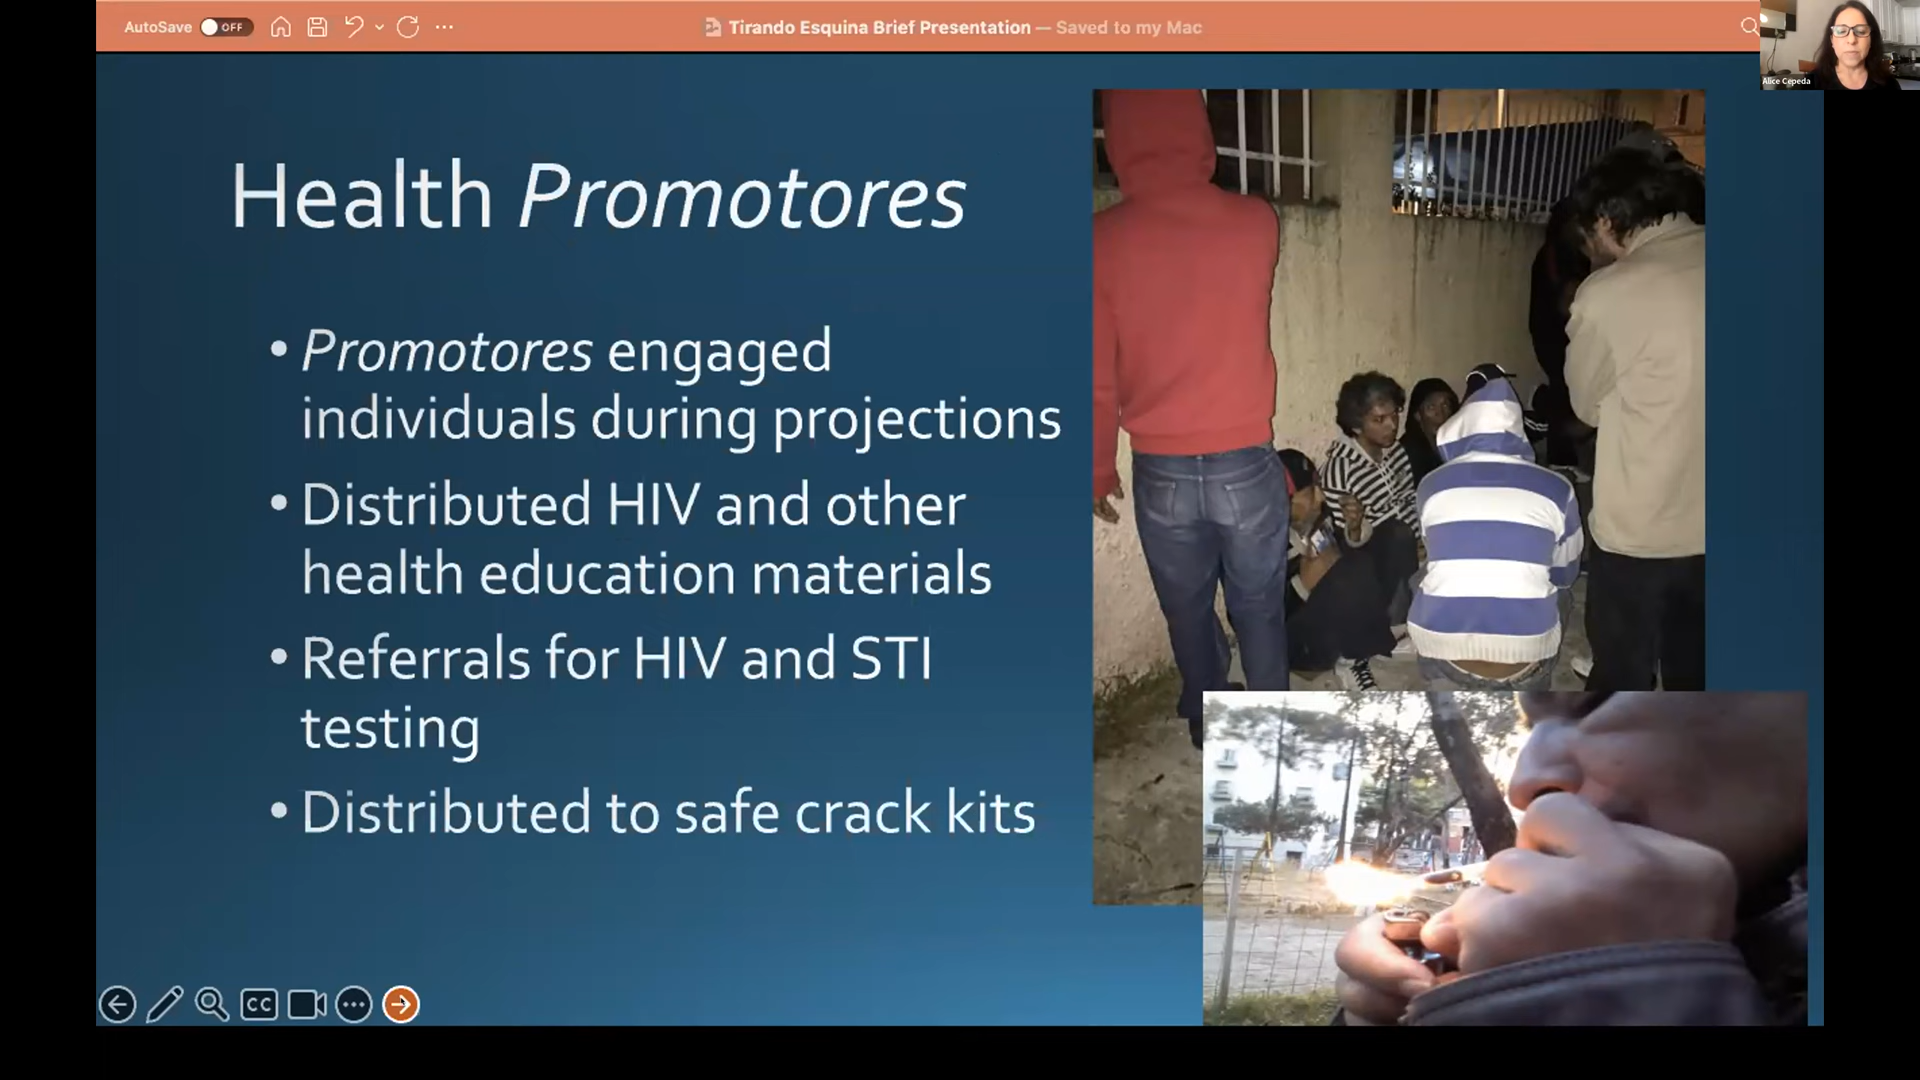 AutoSave OFF
Tirando Esquina Brief Presentation — Saved to my Mac
Alice Cepeda
Health Promotores
• Promotores engaged
individuals during projections
• Distributed HIV and other
health education materials
• Referrals for HIV and STI
testing
• Distributed to safe crack kits
CC